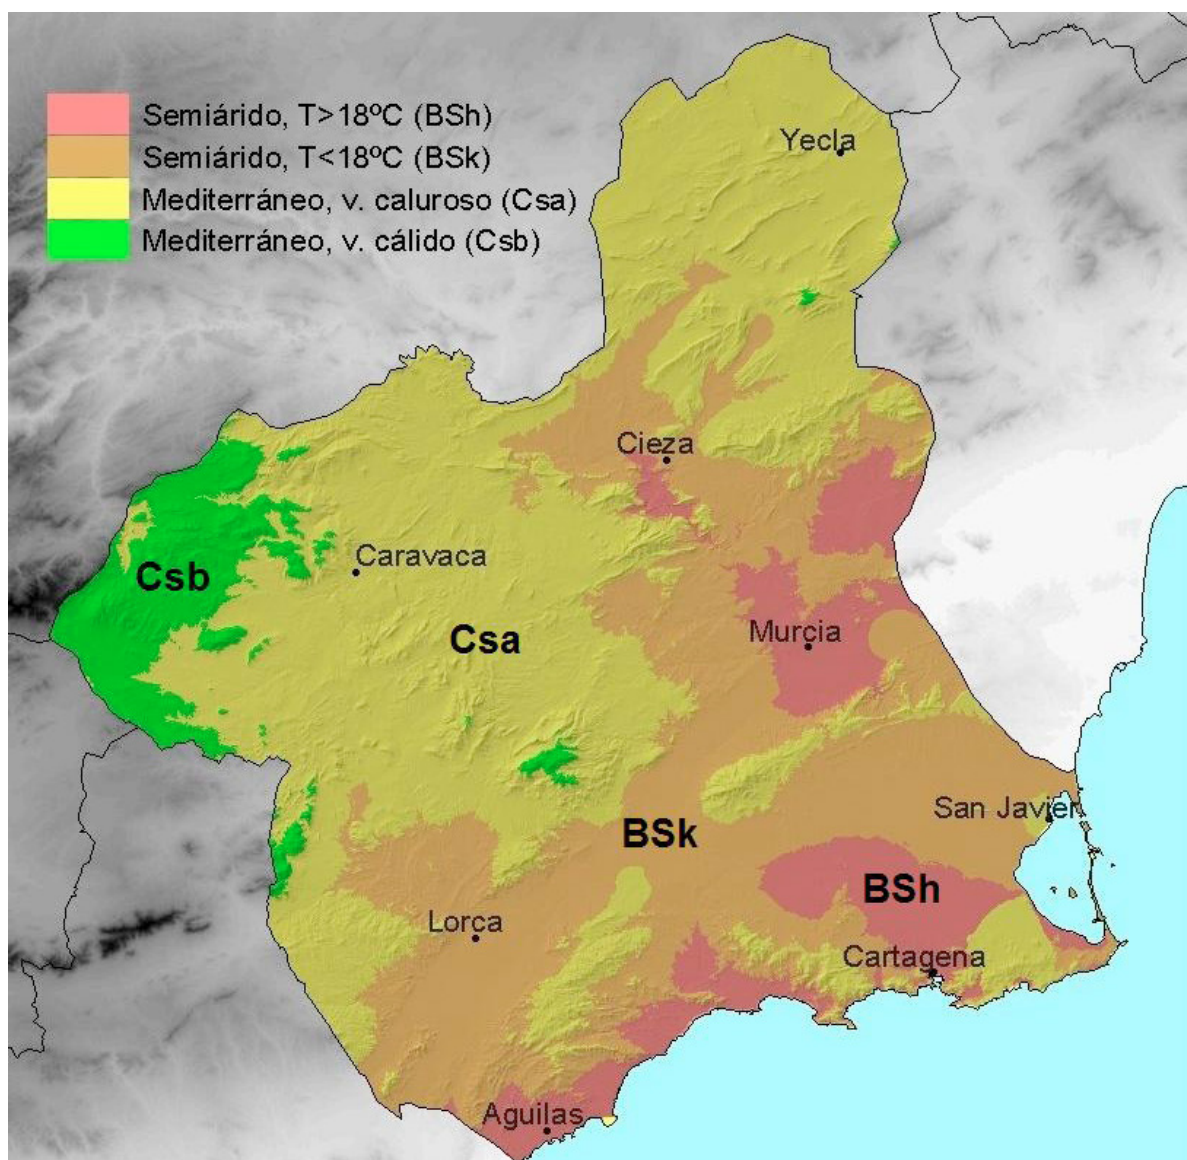 Semiárido, T>18ºC (BSh)
Semiárido, T<18ºC (BSk)
Mediterráneo, v. caluroso (Csa)
Mediterráneo, v. cálido (Csb)
Yecla
Cieza
Caravaca
Csb
Csa
Murcia
San Javier
BSk
BSh
Lorca
Cartagena
Aguilas